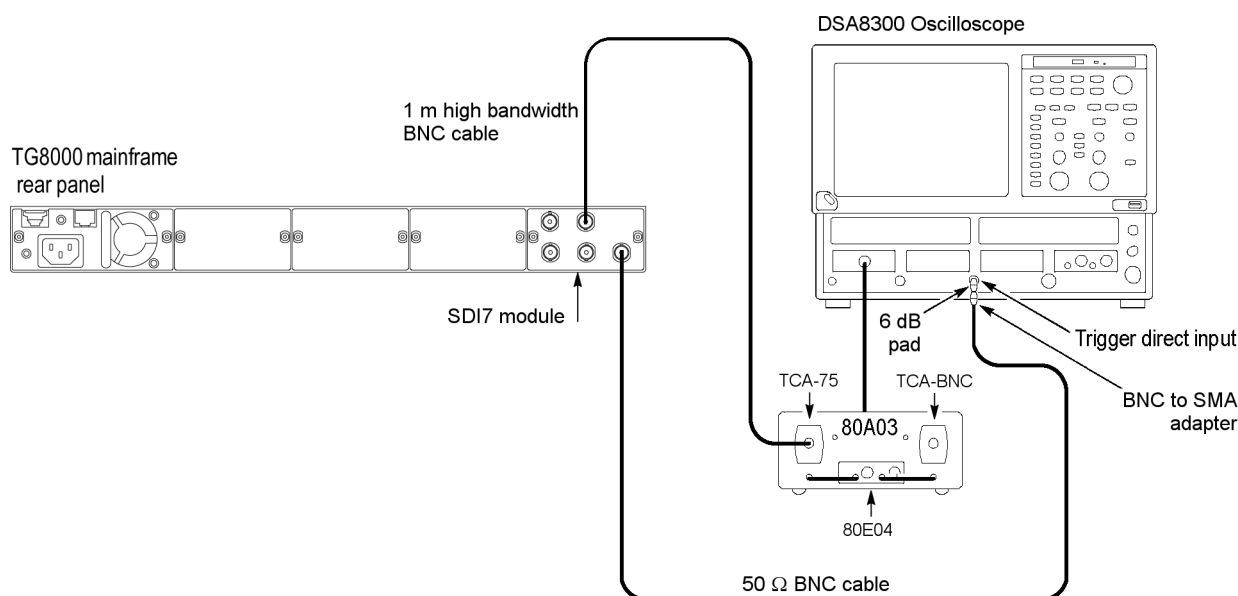 DSA8300 Oscilloscope
1 m high bandwidth
BNC cable
TG8000 mainframe
rear panel
SDI7 module
6 dB
pad
Trigger direct input
BNC to SMA
adapter
TCA-75
TCA-BNC
80A03
80E04
50 Ω BNC cable